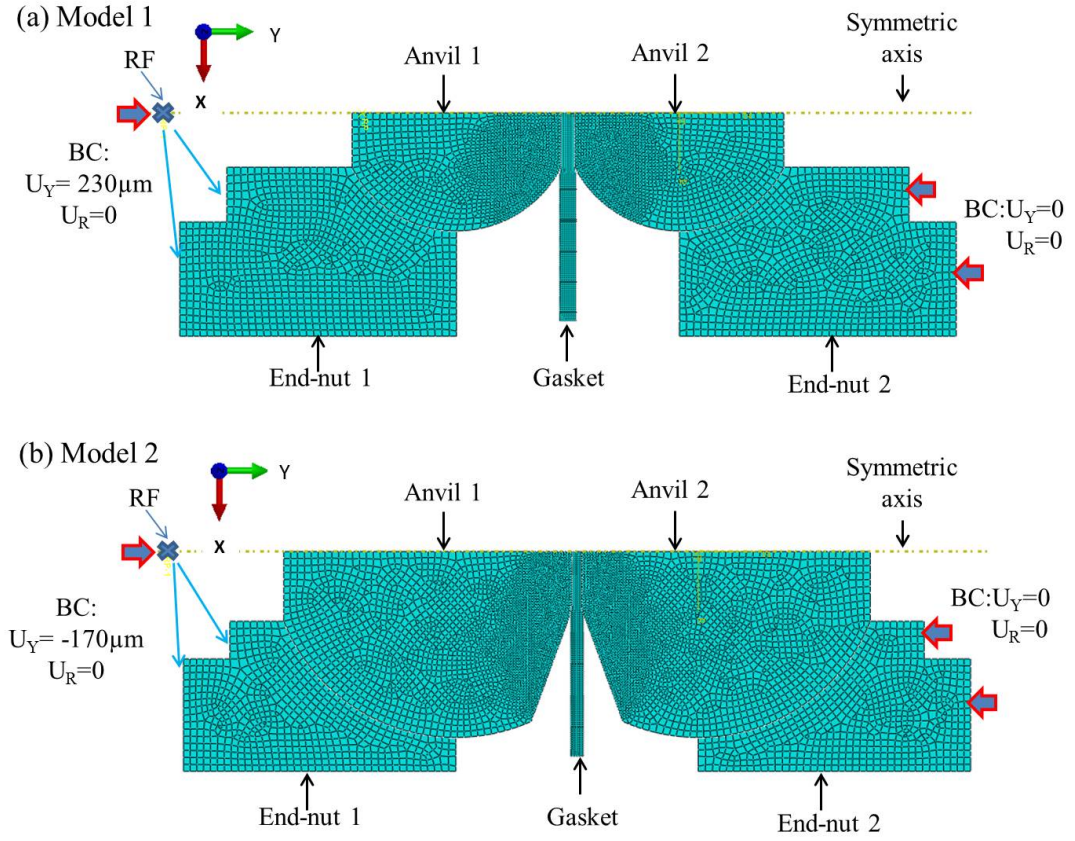 (a) Model 1
Y
X
RF
Anvil 1
Anvil 2
Symmetric
axis
BC:
U_Y= 230µm
U_R=0
BC:U_Y=0
U_R=0
End-nut 1
Gasket
End-nut 2
(b) Model 2
Y
X
RF
Anvil 1
Anvil 2
Symmetric
axis
BC:
U_Y= -170µm
U_R=0
BC:U_Y=0
U_R=0
End-nut 1
Gasket
End-nut 2